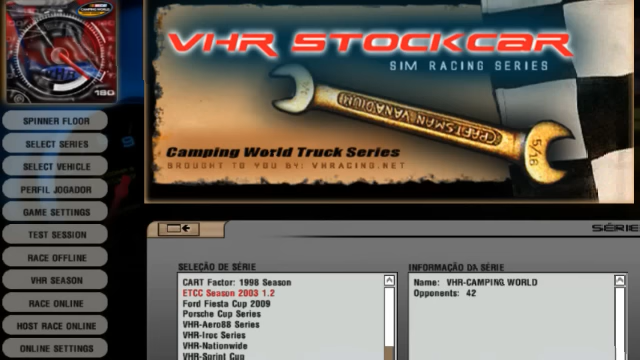 CAMPING WORLD
180
VHR STOCKCAR
SIM RACING SERIES
CRAFTSMAN VANADIUM
5/16
Camping World Truck Series
BROUGHT TO YOU BY: VHRACING.NET
SPINNER FLOOR
SELECT SERIES
SELECT VEHICLE
PERFIL JOGADOR
GAME SETTINGS
TEST SESSION
RACE OFFLINE
VHR SEASON
RACE ONLINE
HOST RACE ONLINE
ONLINE SETTINGS
SÉRIE
SELEÇÃO DE SÉRIE
CART Factor: 1998 Season
ETCC Season 2003 1.2
Ford Fiesta Cup 2009
Porsche Cup Series
VHR-Aero88 Series
VHR-Iroc Series
VHR-Nationwide
VHR-Sprint Cup
INFORMAÇÃO DA SÉRIE
Name: VHR-CAMPING WORLD
Opponents: 42